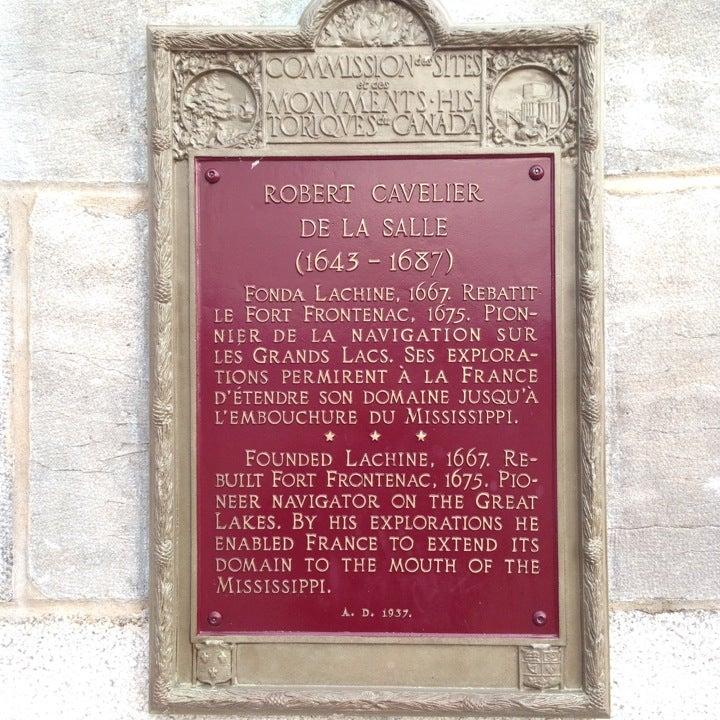 COMMISSION des SITES
et des
MONVMENTS·HIS-
TORIQVES du CANADA
ROBERT CAVELIER
DE LA SALLE
(1643 - 1687)
FONDA LACHINE, 1667. REBATIT
LE FORT FRONTENAC, 1675. PION-
NIER DE LA NAVIGATION SUR
LES GRANDS LACS. SES EXPLORA-
TIONS PERMIRENT À LA FRANCE
D'ÉTENDRE SON DOMAINE JUSQU'À
L'EMBOUCHURE DU MISSISSIPPI.
FOUNDED LACHINE, 1667. RE-
BUILT FORT FRONTENAC, 1675. PIO-
NEER NAVIGATOR ON THE GREAT
LAKES. BY HIS EXPLORATIONS HE
ENABLED FRANCE TO EXTEND ITS
DOMAIN TO THE MOUTH OF THE
MISSISSIPPI.
A. D. 1937.